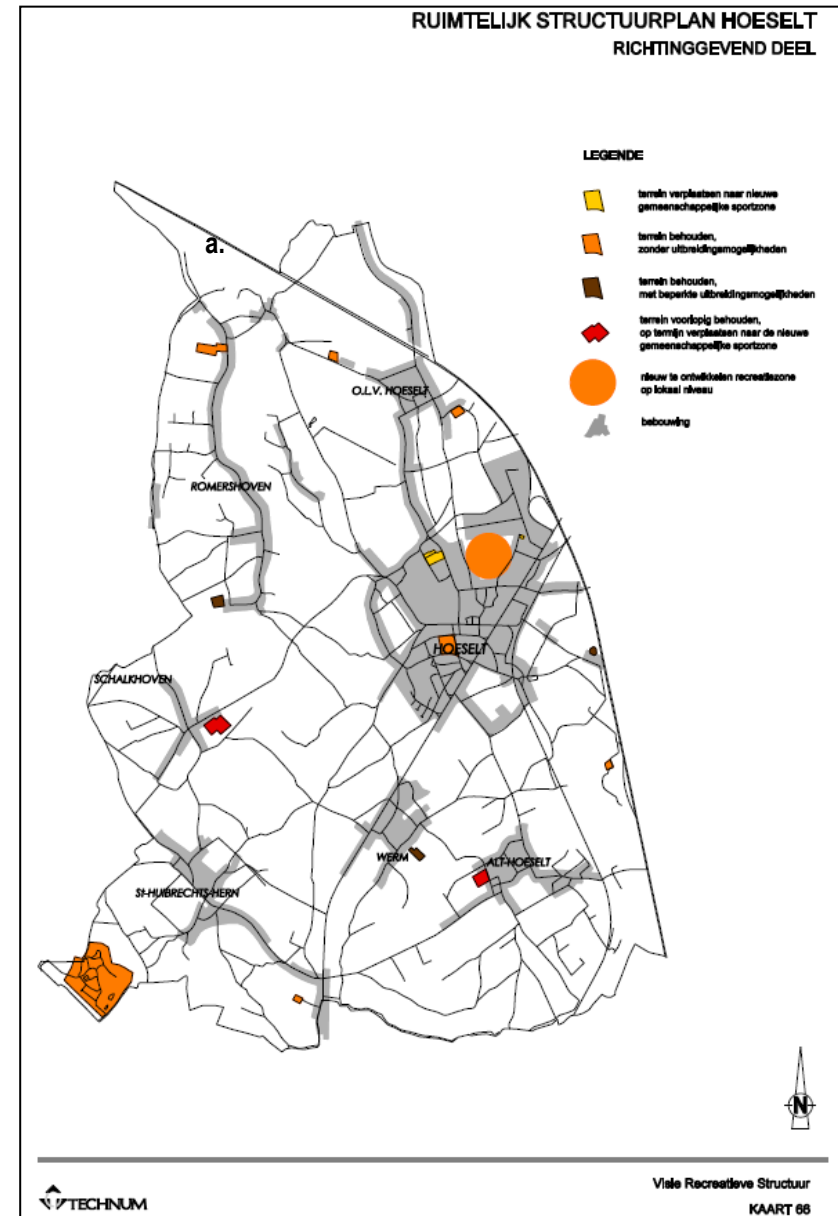 RUIMTELIJK STRUCTUURPLAN HOESELT
RICHTINGGEVEND DEEL
LEGENDE
terrein verplaatsen naar nieuwe
gemeenschappelijke sportzone
terrein behouden,
zonder uitbreidingsmogelijkheden
terrein behouden,
met beperkte uitbreidingsmogelijkheden
terrein voorlopig behouden,
op termijn verplaatsen naar de nieuwe
gemeenschappelijke sportzone
nieuw te ontwikkelen recreatiezone
op lokaal niveau
bebouwing
a.
O.L.V. HOESELT
ROMERSHOVEN
HOESELT
SCHALKHOVEN
WERM
ALT-HOESELT
St-HUIBRECHTS-HERN
N
TECHNUM
Visie Recreatieve Structuur
KAART 66